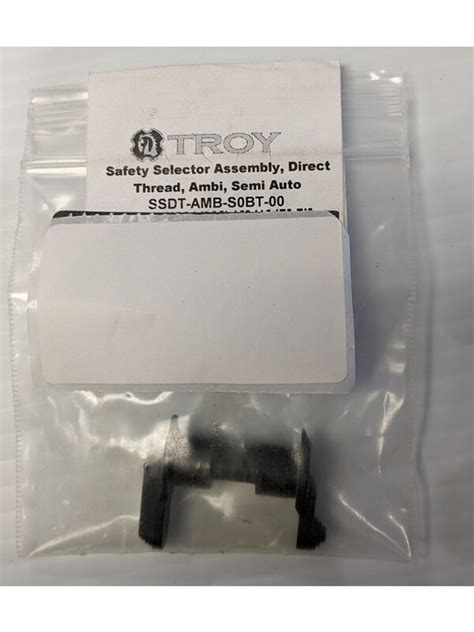 TROY
Safety Selector Assembly, Direct
Thread, Ambi, Semi Auto
SSDT-AMB-S0BT-00